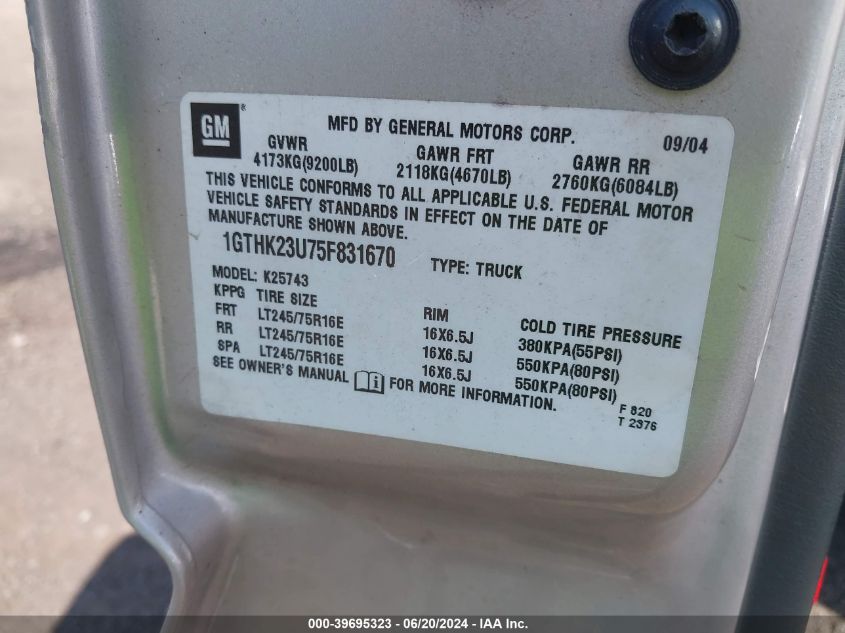 GM ®
MFD BY GENERAL MOTORS CORP. 09/04
GVWR GAWR FRT GAWR RR
4173KG(9200LB) 2118KG(4670LB) 2760KG(6084LB)
THIS VEHICLE CONFORMS TO ALL APPLICABLE U.S. FEDERAL MOTOR
VEHICLE SAFETY STANDARDS IN EFFECT ON THE DATE OF
MANUFACTURE SHOWN ABOVE.
1GTHK23U75F831670 TYPE: TRUCK
MODEL: K25743
KPPG TIRE SIZE RIM COLD TIRE PRESSURE
FRT LT245/75R16E 16X6.5J 380KPA(55PSI)
RR LT245/75R16E 16X6.5J 550KPA(80PSI)
SPA LT245/75R16E 16X6.5J 550KPA(80PSI)
SEE OWNER'S MANUAL FOR MORE INFORMATION.
F 820
T 2376
000-39695323 - 06/20/2024 - IAA Inc.